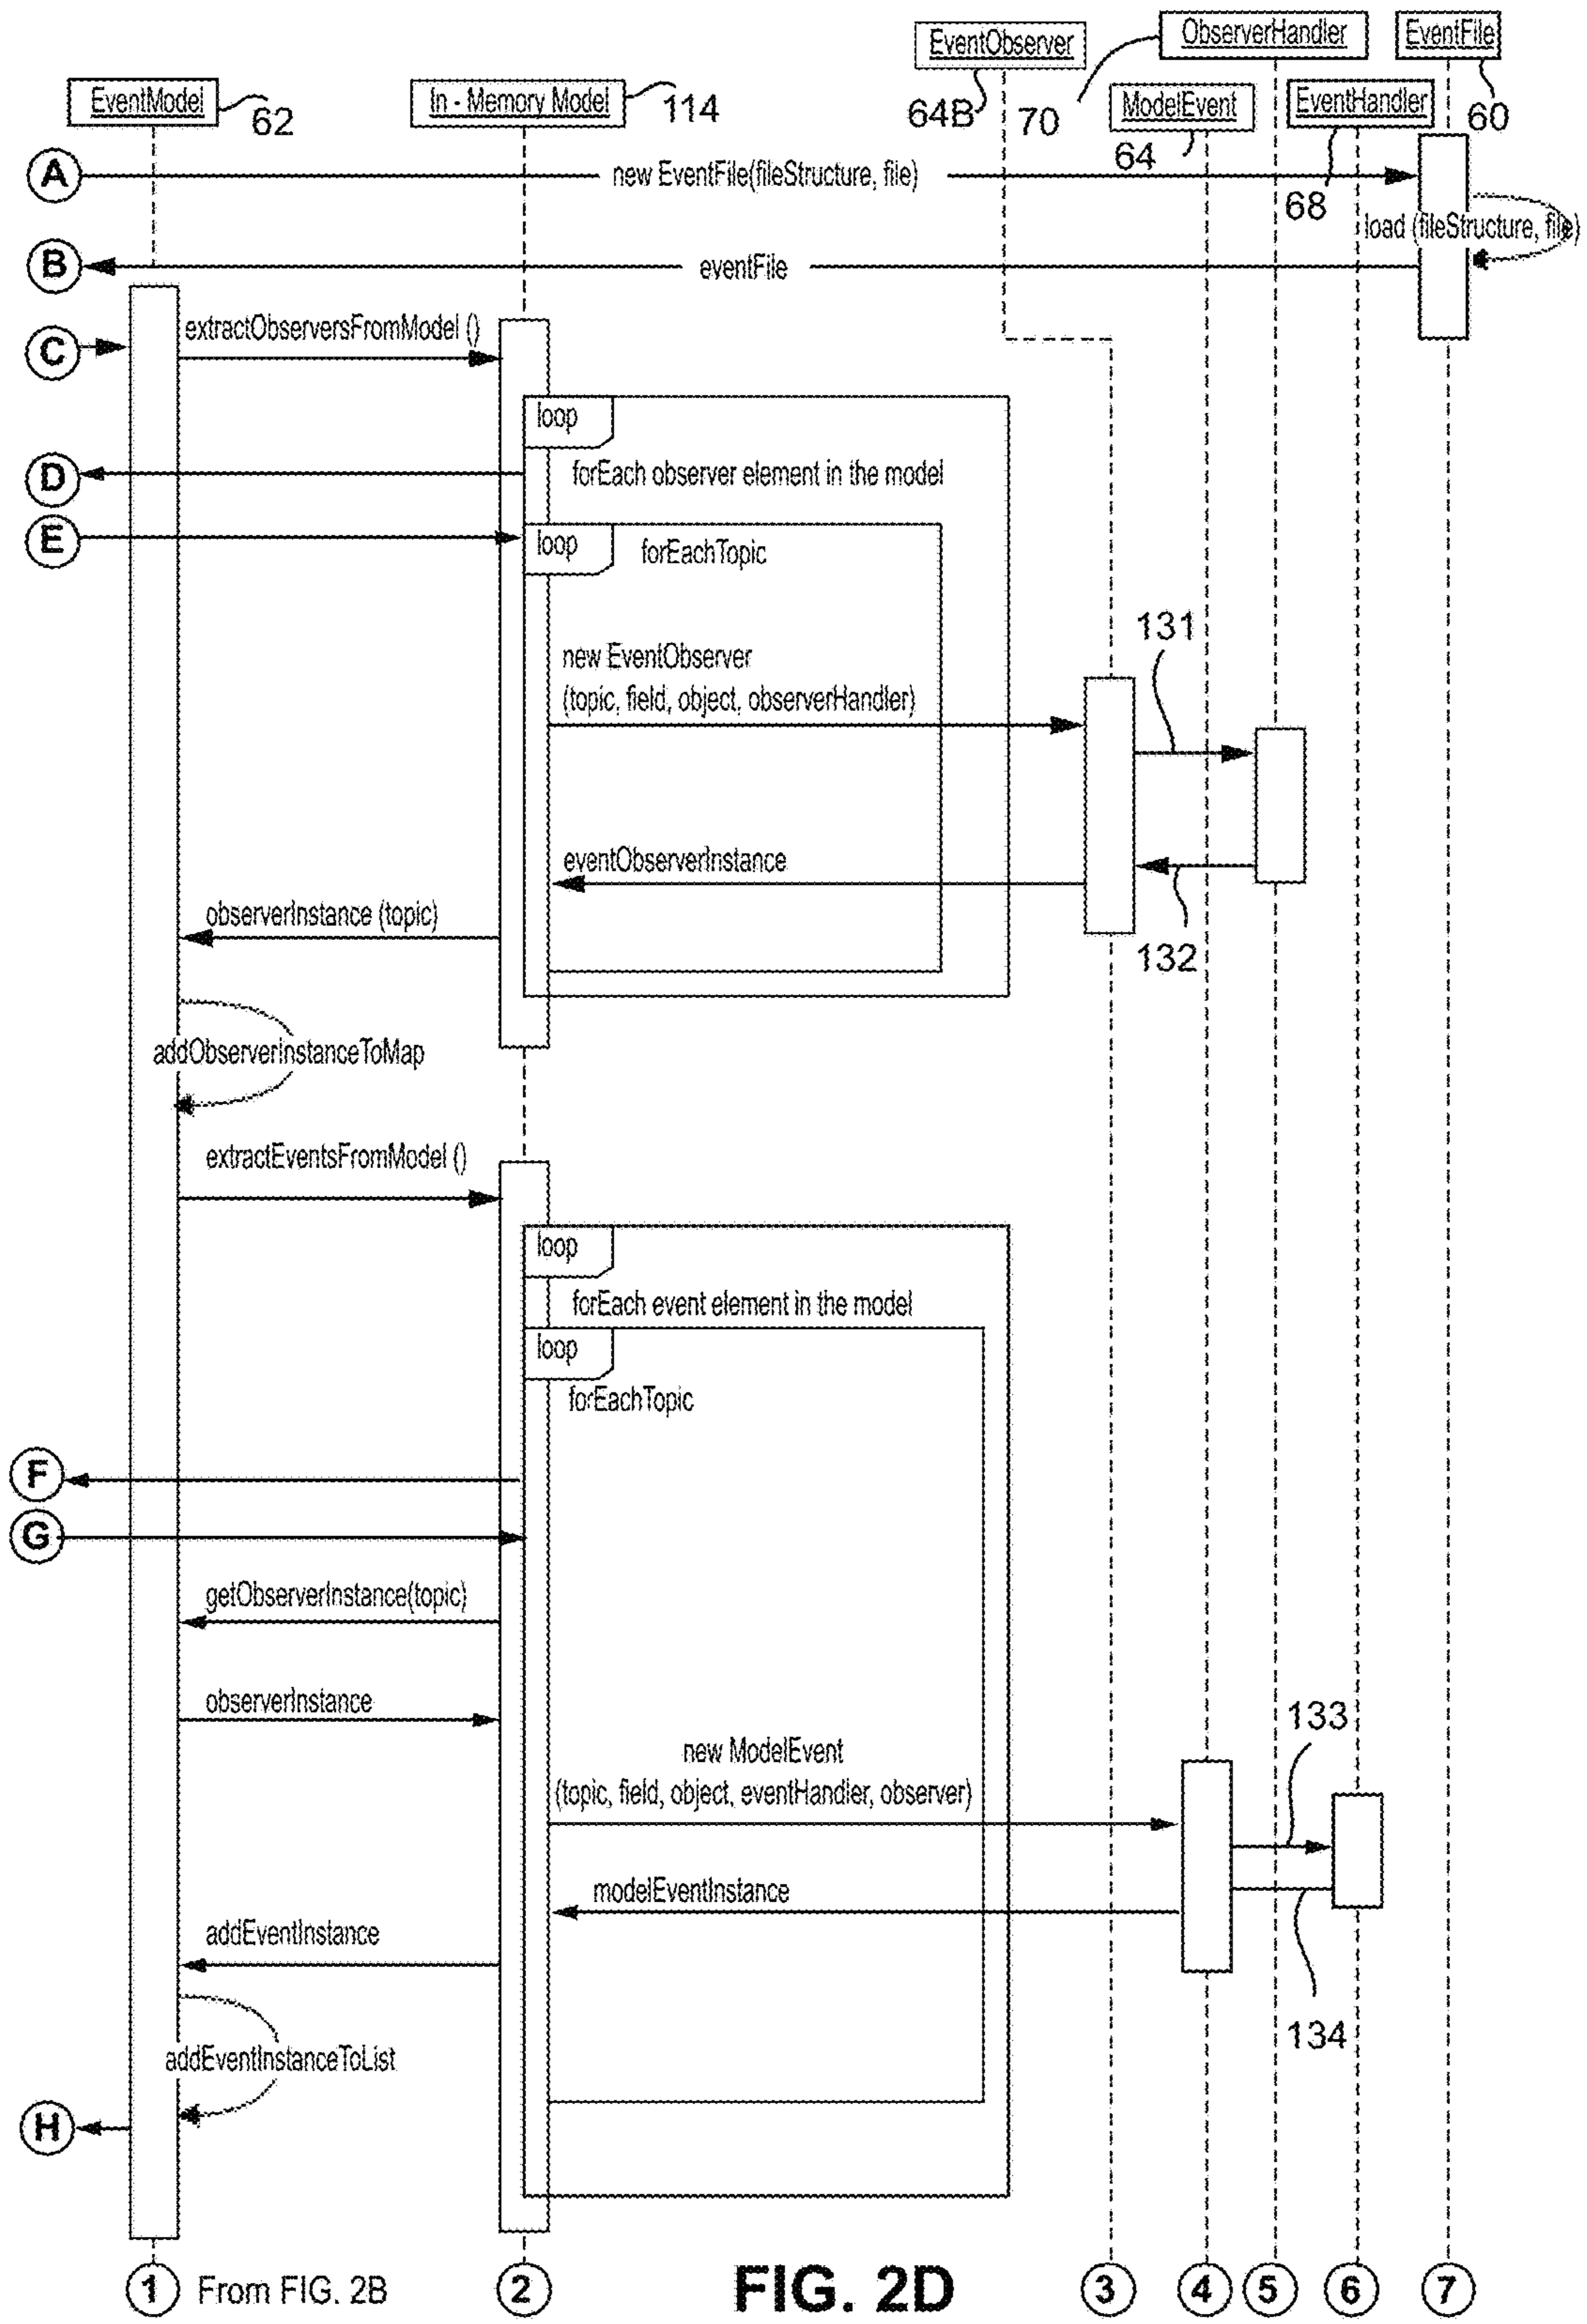 EventObserver
ObserverHandler
EventFile
EventModel
In - Memory Model
ModelEvent
EventHandler
62
114
64B
70
64
68
60
A
new EventFile(fileStructure, file)
load (fileStructure, file)
B
eventFile
C
extractObserversFromModel ()
loop
D
forEach observer element in the model
E
loop
forEachTopic
131
new EventObserver
(topic, field, object, observerHandler)
eventObserverInstance
observerInstance (topic)
132
addObserverInstanceToMap
extractEventsFromModel ()
loop
forEach event element in the model
loop
forEachTopic
F
G
getObserverInstance(topic)
observerInstance
133
new ModelEvent
(topic, field, object, eventHandler, observer)
modelEventInstance
addEventInstance
134
addEventInstanceToList
H
1 From FIG. 2B
2
FIG. 2D
3
4
5
6
7